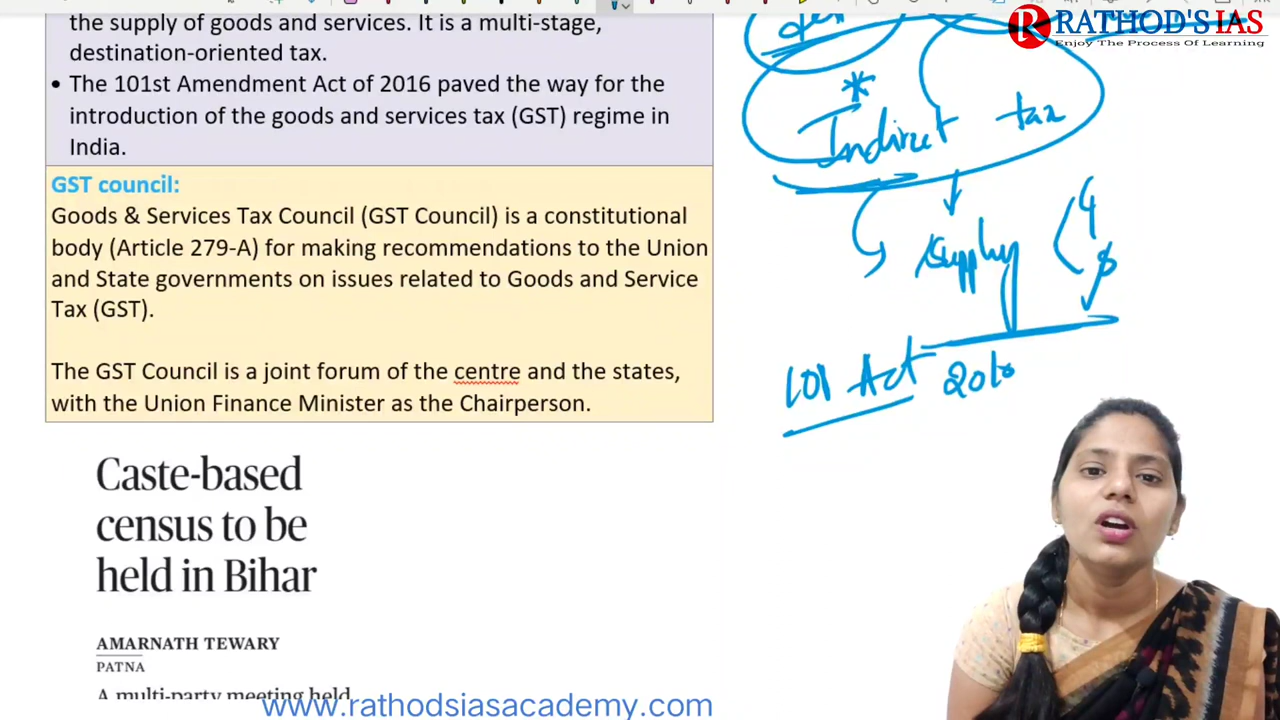 the supply of goods and services. It is a multi-stage,
destination-oriented tax.
• The 101st Amendment Act of 2016 paved the way for the
introduction of the goods and services tax (GST) regime in
India.
GST council:
Goods & Services Tax Council (GST Council) is a constitutional
body (Article 279-A) for making recommendations to the Union
and State governments on issues related to Goods and Service
Tax (GST).
The GST Council is a joint forum of the centre and the states,
with the Union Finance Minister as the Chairperson.
Caste-based
census to be
held in Bihar
AMARNATH TEWARY
PATNA
A multi-party meeting held
www.rathodsiasacademy.com
RATHOD'S IAS
Enjoy The Process Of Learning
*
Indirect tax
supply
101 Act 2016